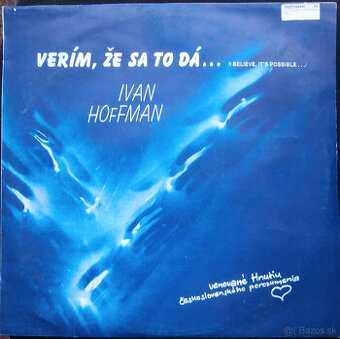 VERÍM, ŽE SA TO DÁ... (I BELIEVE, IT'S POSSIBLE...)
IVAN
HOFFMAN
venované Hnutiu
československého porozumenia
Bazos.sk